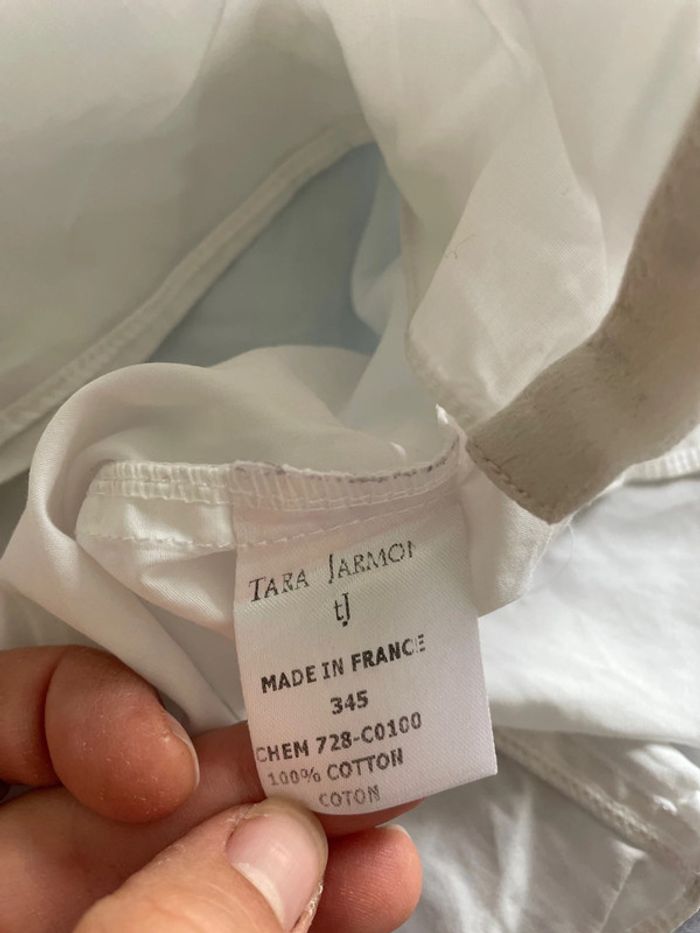 TARA JARMON
tJ
MADE IN FRANCE
345
CHEM 728-C0100
100% COTTON
COTON